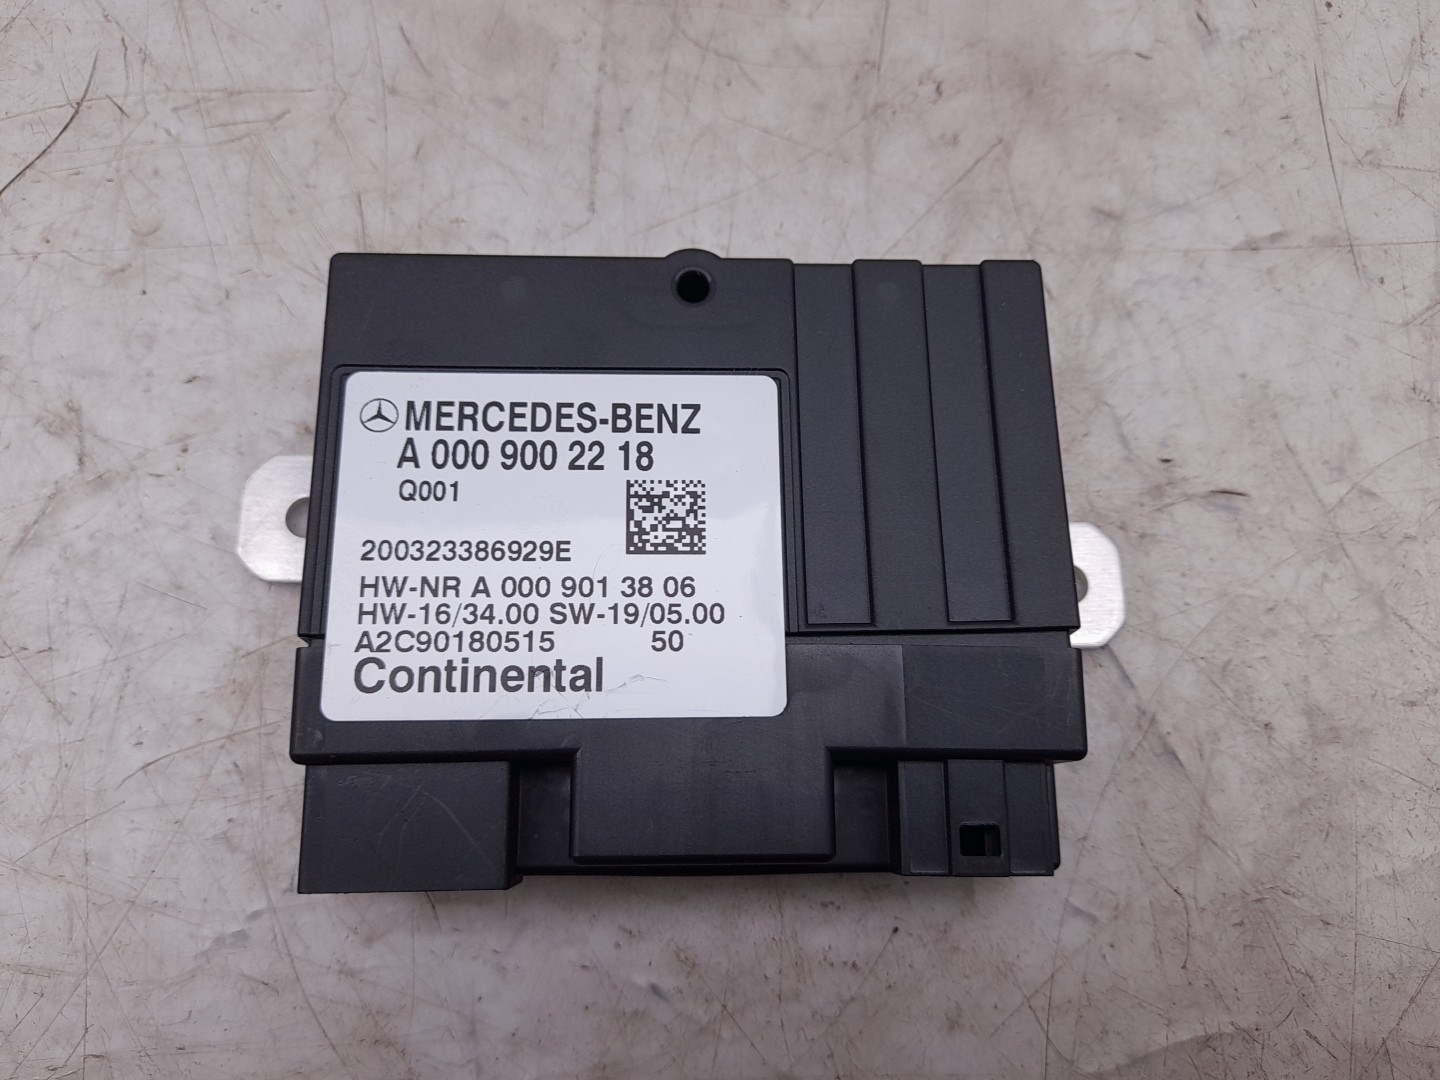 MERCEDES-BENZ
A 000 900 22 18
Q001
200323386929E
HW-NR A 000 901 38 06
HW-16/34.00 SW-19/05.00
A2C90180515 50
Continental